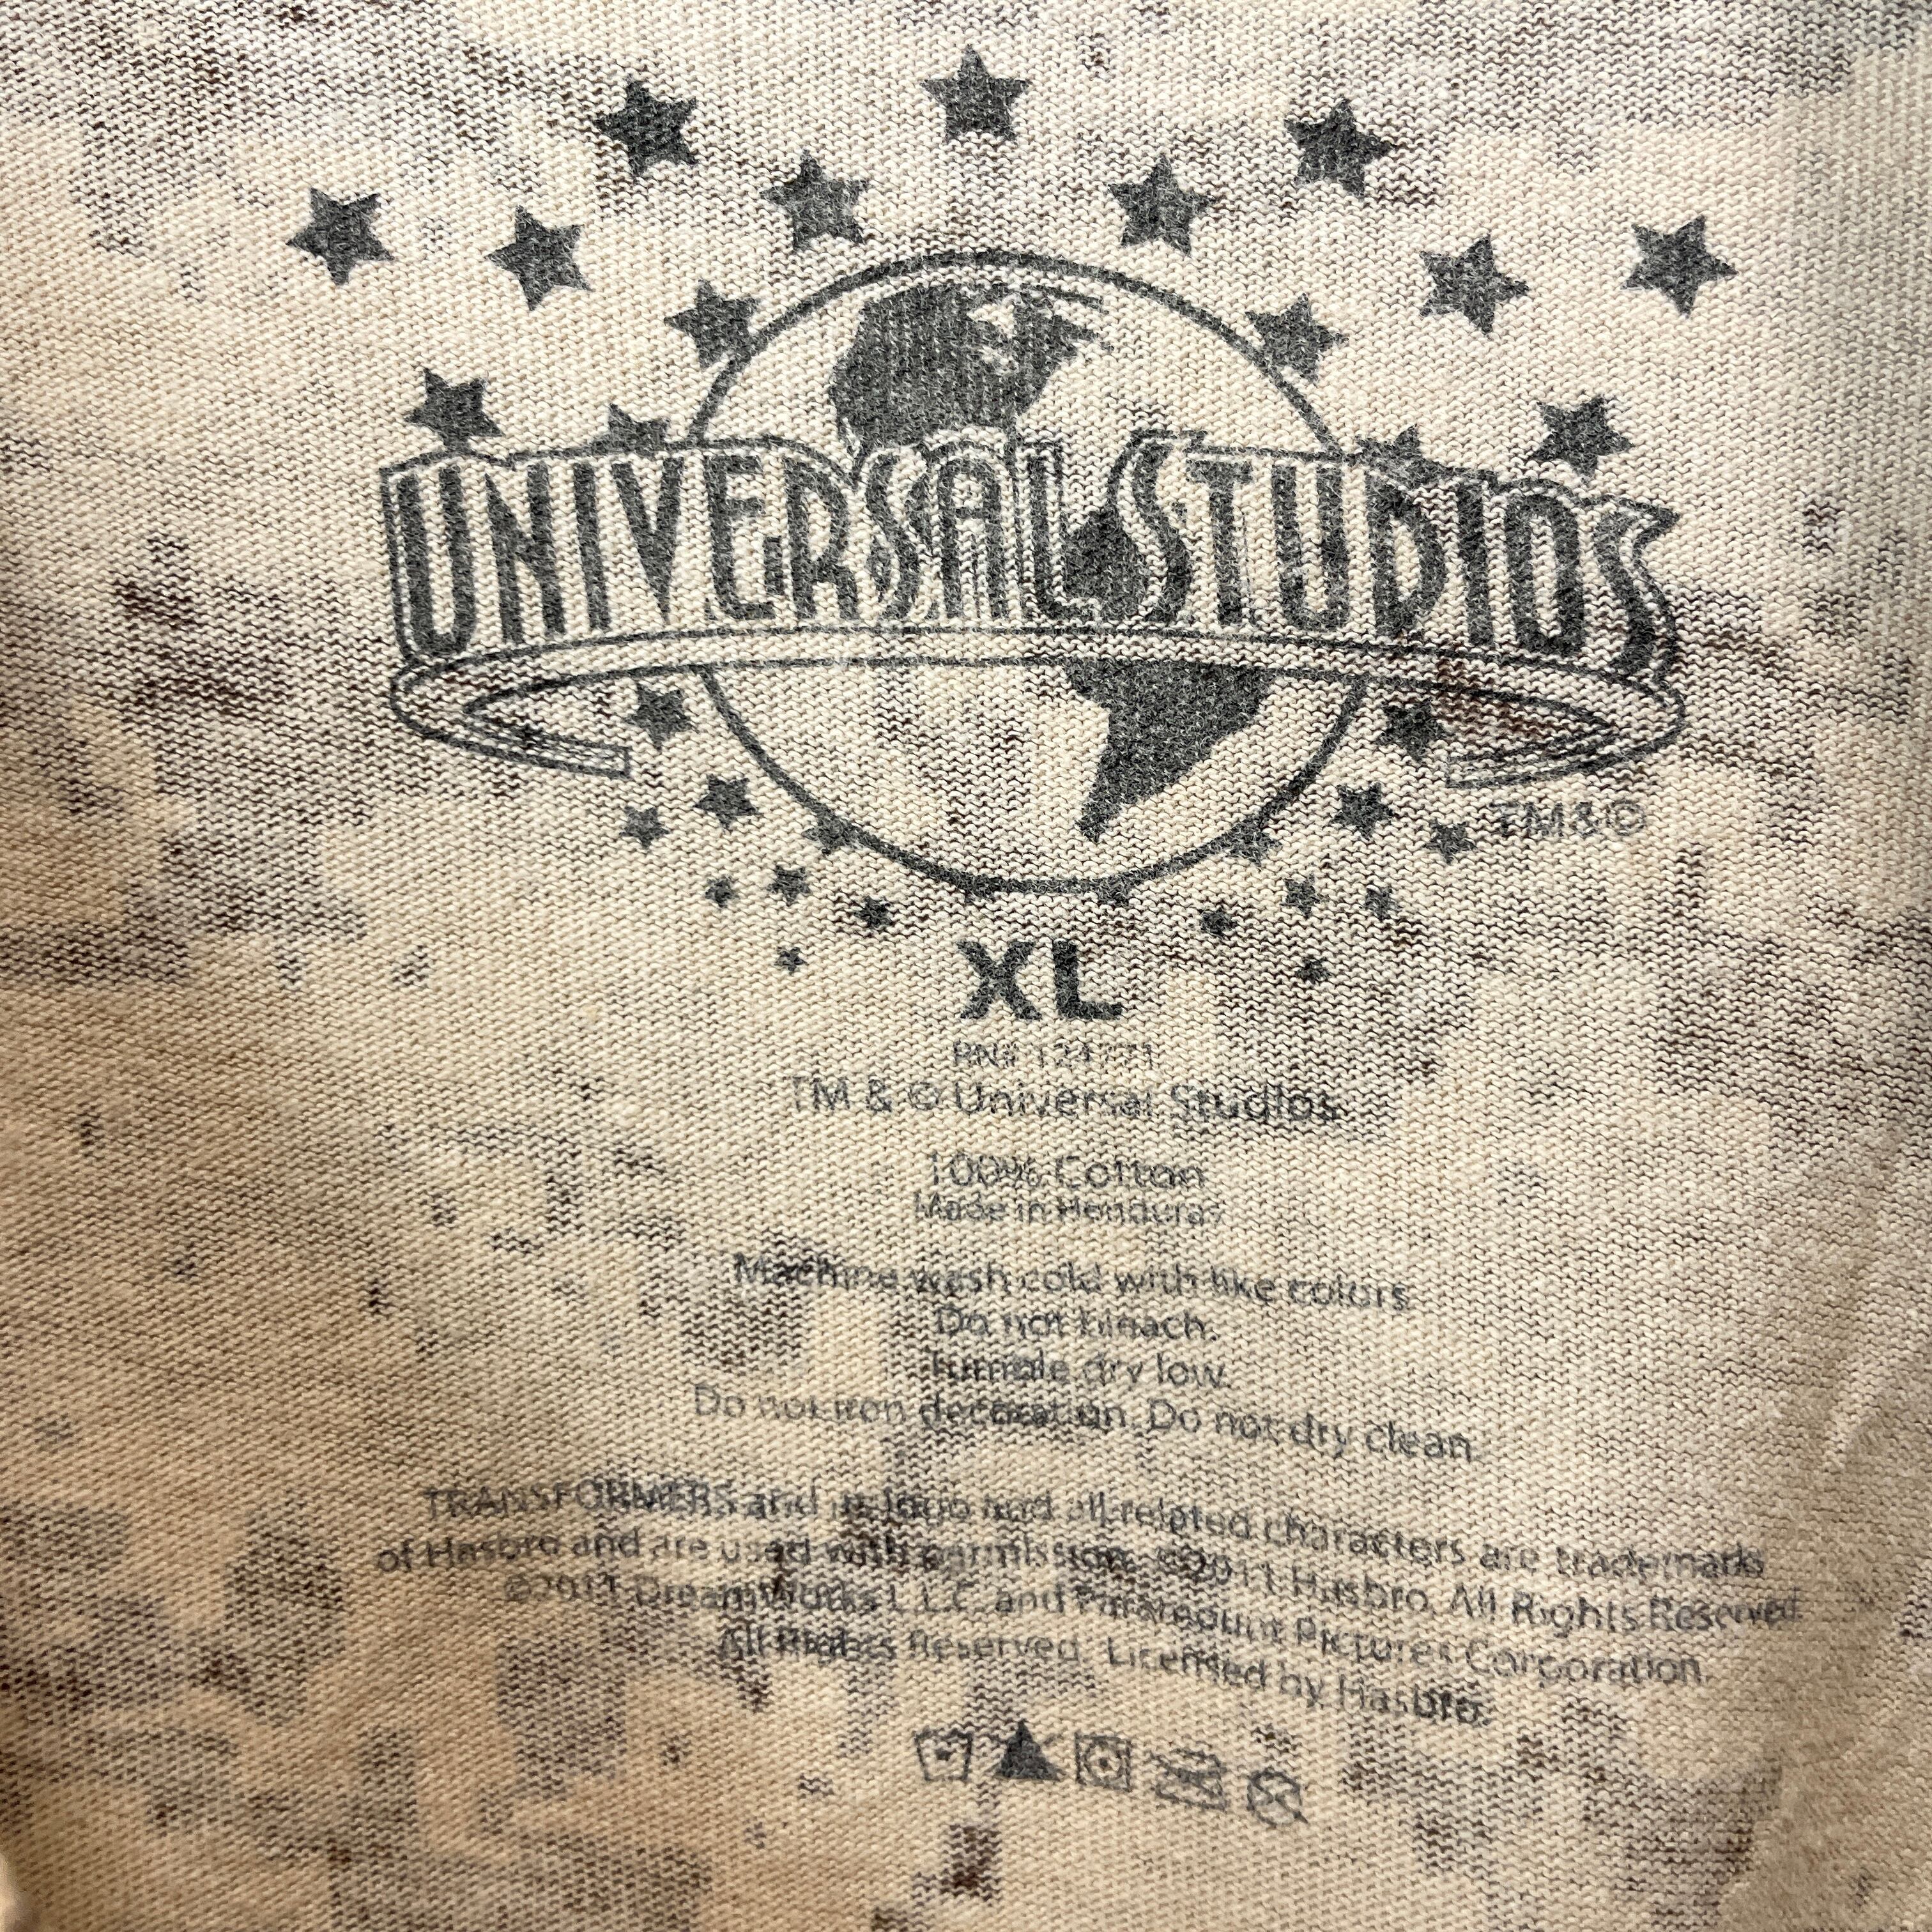 UNIVERSAL STUDIOS
TM & ©
XL
RN# 124771
TM & © Universal Studios
100% Cotton
Made in Honduras
Machine wash cold with like colors.
Do not bleach.
Tumble dry low.
Do not iron decoration. Do not dry clean.
TRANSFORMERS and its logo and all related characters are trademarks
of Hasbro and are used with permission. ©2011 Hasbro. All Rights Reserved.
©2011 DreamWorks L.L.C. and Paramount Pictures Corporation.
All Rights Reserved. Licensed by Hasbro.